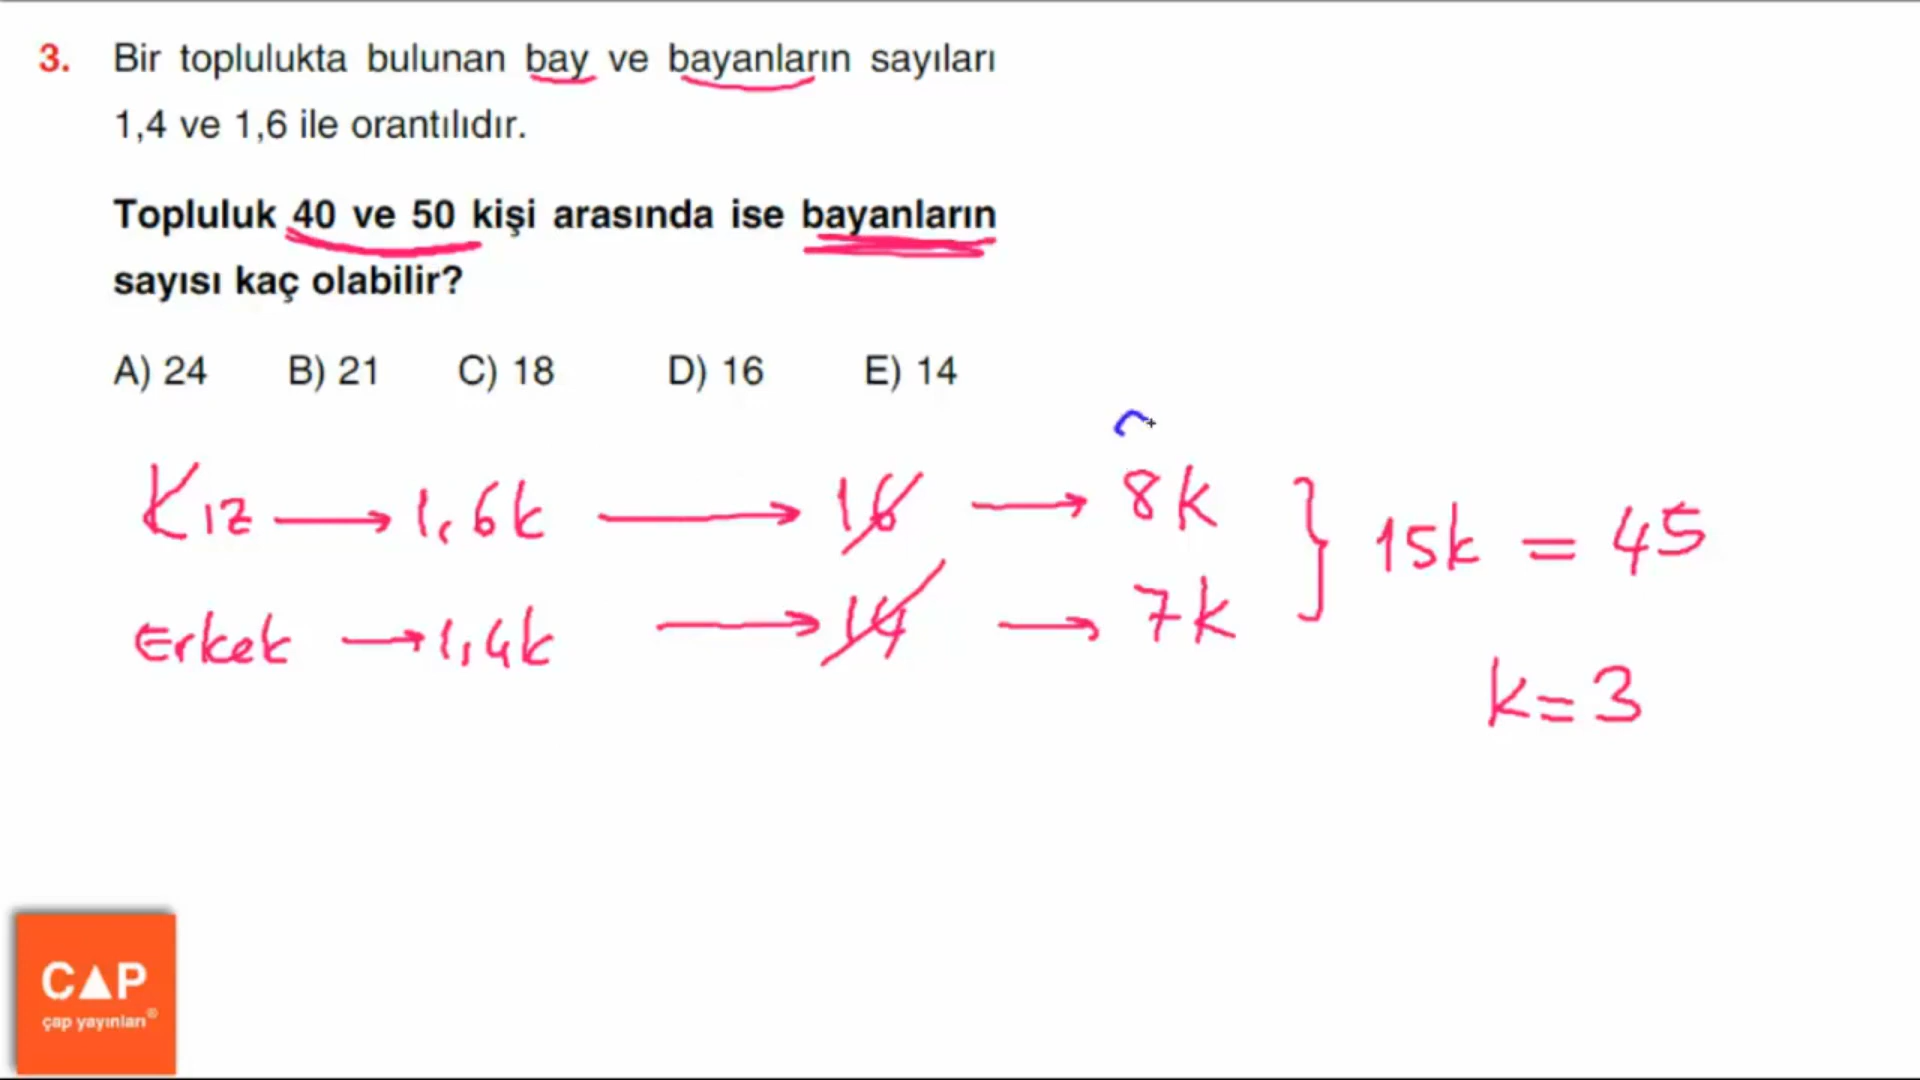 3. Bir toplulukta bulunan bay ve bayanların sayıları
1,4 ve 1,6 ile orantılıdır.
Topluluk 40 ve 50 kişi arasında ise bayanların
sayısı kaç olabilir?
A) 24 B) 21 C) 18 D) 16 E) 14
Kız → 1,6k → 16 → 8k } 15k = 45
Erkek → 1,4k → 14 → 7k
k = 3
CAP
çap yayınları®